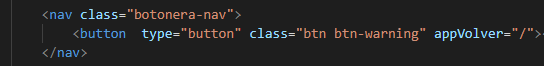 <nav class="botonera-nav">
<button  type="button" class="btn btn-warning" appVolver="/">
</nav>